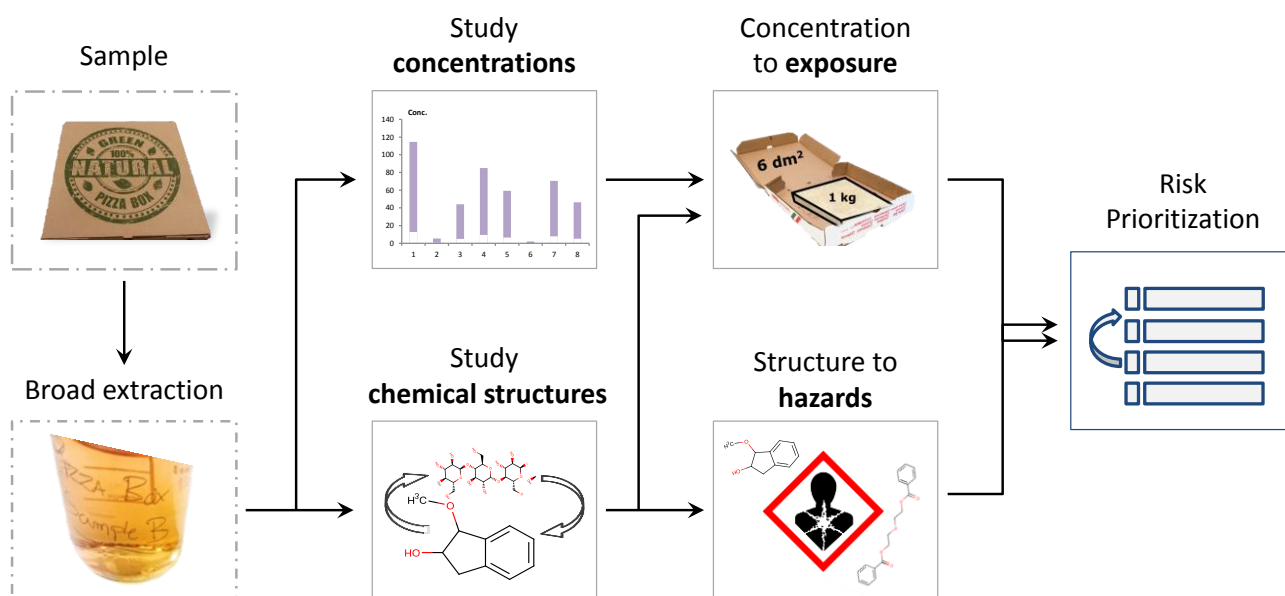 Sample
GREEN
100%
NATURAL
PIZZA BOX
Broad extraction
PIZZA Box
Sample B
Study
concentrations
Conc.
140
120
100
80
60
40
20
0
1 2 3 4 5 6 7 8
Study
chemical structures
H3C
O
HO
Concentration
to exposure
6 dm²
1 kg
Structure to
hazards
H3C
O
HO
Risk
Prioritization